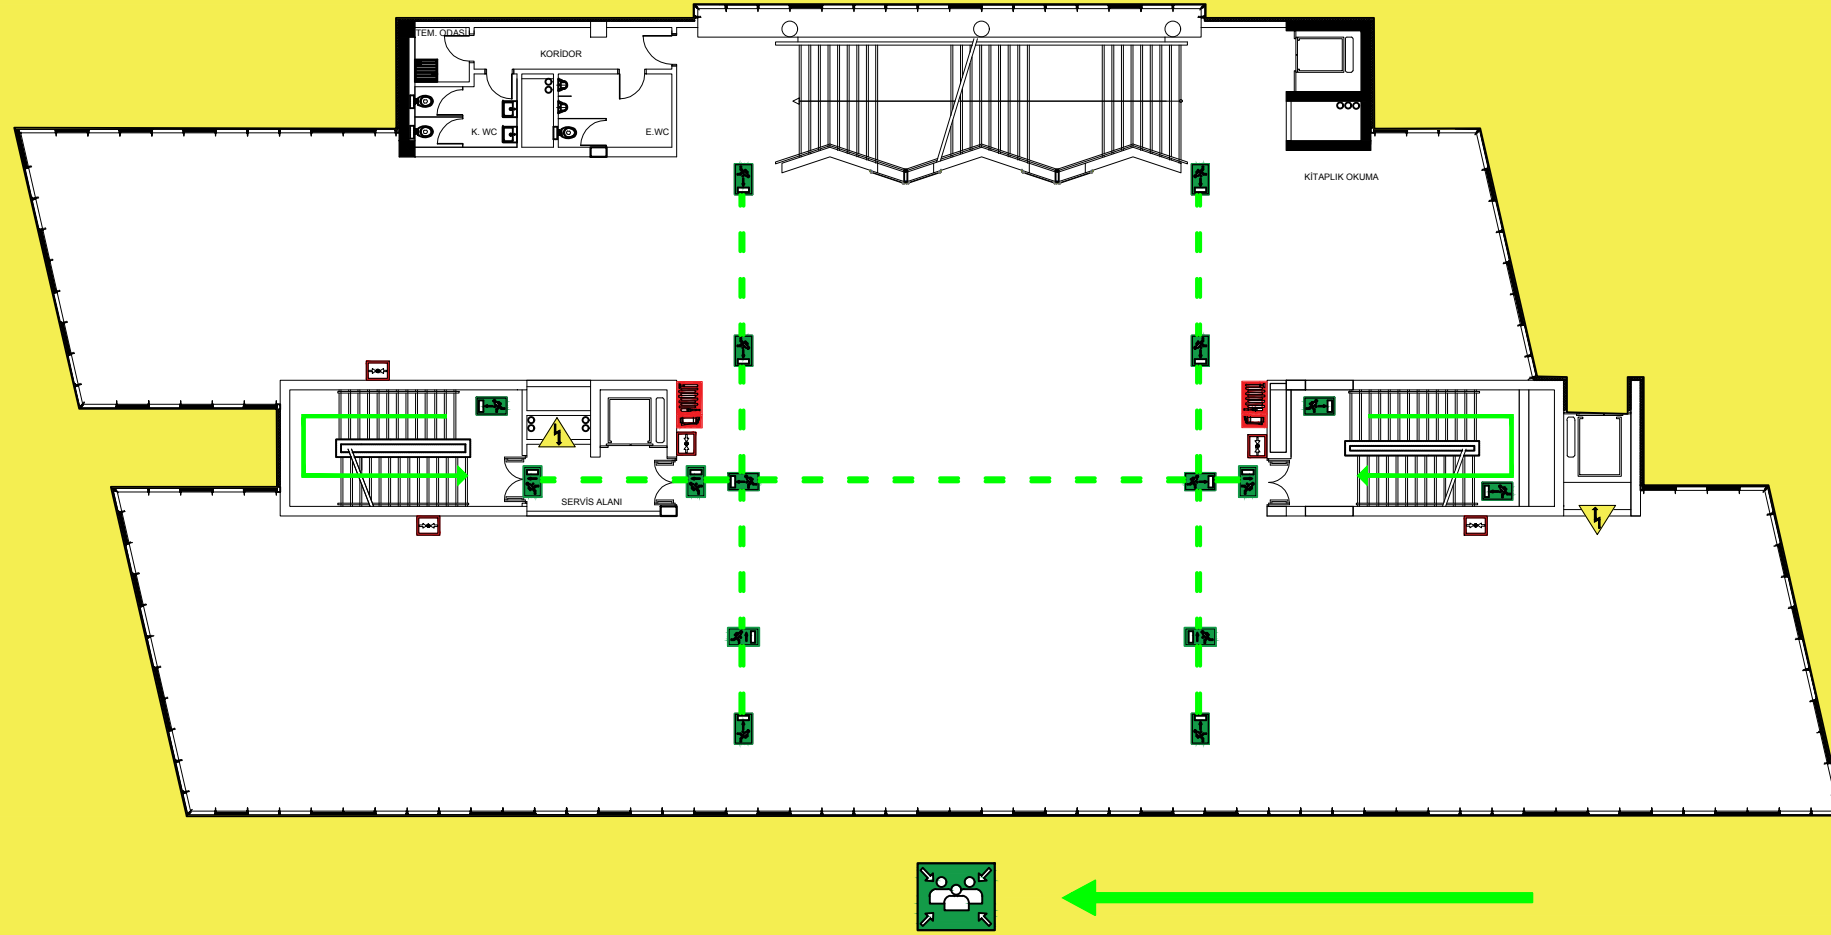 TEM. ODASI
KORİDOR
K. WC
E.WC
KİTAPLIK OKUMA
SERVİS ALANI